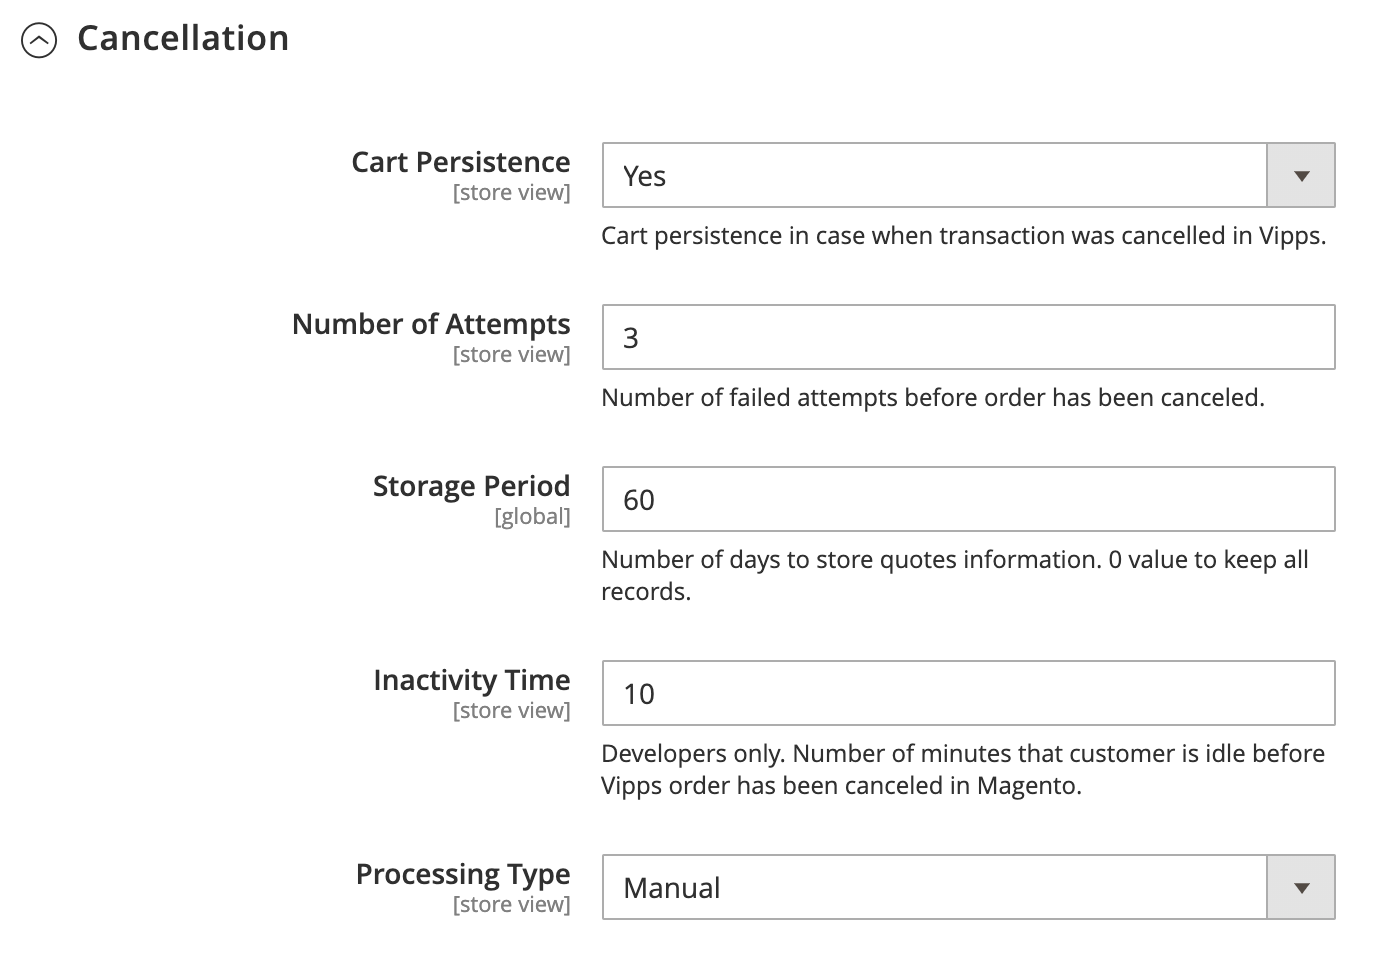 Cancellation
Cart Persistence
[store view]
Yes
Cart persistence in case when transaction was cancelled in Vipps.
Number of Attempts
[store view]
3
Number of failed attempts before order has been canceled.
Storage Period
[global]
60
Number of days to store quotes information. 0 value to keep all
records.
Inactivity Time
[store view]
10
Developers only. Number of minutes that customer is idle before
Vipps order has been canceled in Magento.
Processing Type
[store view]
Manual